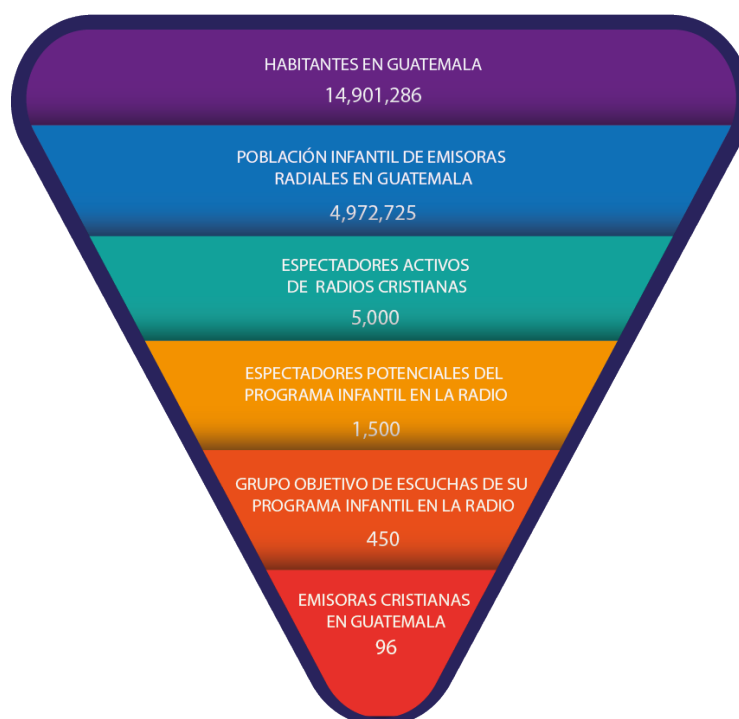 HABITANTES EN GUATEMALA
14,901,286
POBLACIÓN INFANTIL DE EMISORAS
RADIALES EN GUATEMALA
4,972,725
ESPECTADORES ACTIVOS
DE RADIOS CRISTIANAS
5,000
ESPECTADORES POTENCIALES DEL
PROGRAMA INFANTIL EN LA RADIO
1,500
GRUPO OBJETIVO DE ESCUCHAS DE SU
PROGRAMA INFANTIL EN LA RADIO
450
EMISORAS CRISTIANAS
EN GUATEMALA
96